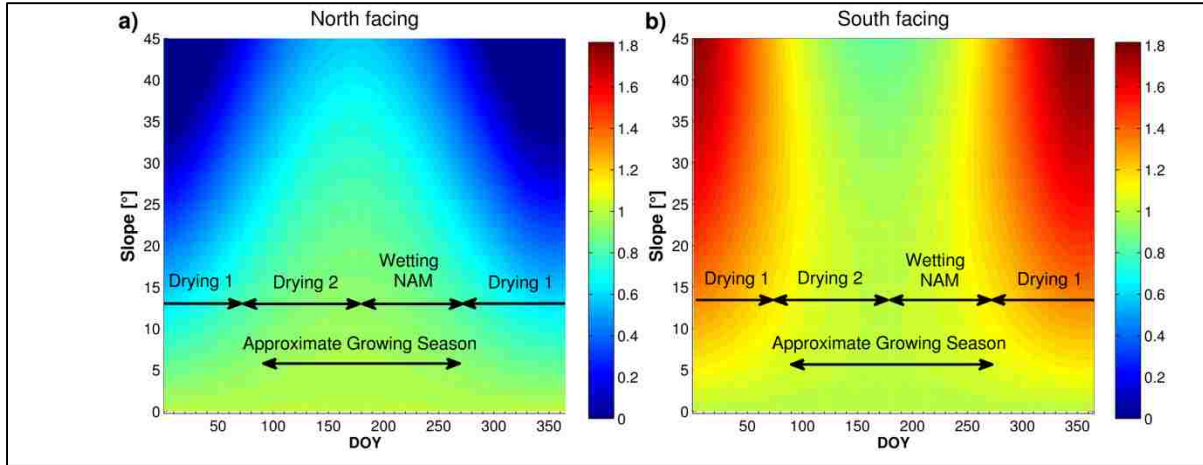 a)
North facing
45
40
35
30
25
20
15
10
5
0
Slope [°]
Drying 1
Drying 2
Wetting
NAM
Drying 1
Approximate Growing Season
50
100
150
200
250
300
350
DOY
1.8
1.6
1.4
1.2
1
0.8
0.6
0.4
0.2
0
b)
South facing
45
40
35
30
25
20
15
10
5
0
Slope [°]
Drying 1
Drying 2
Wetting
NAM
Drying 1
Approximate Growing Season
50
100
150
200
250
300
350
DOY
1.8
1.6
1.4
1.2
1
0.8
0.6
0.4
0.2
0